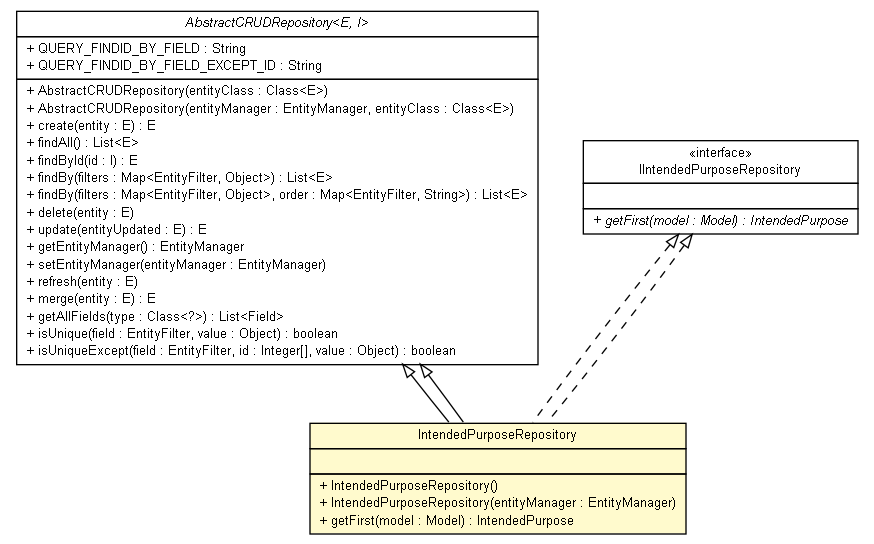 AbstractCRUDRepository<E, I>
+ QUERY_FINDID_BY_FIELD : String
+ QUERY_FINDID_BY_FIELD_EXCEPT_ID : String
+ AbstractCRUDRepository(entityClass : Class<E>)
+ AbstractCRUDRepository(entityManager : EntityManager, entityClass : Class<E>)
+ create(entity : E) : E
+ findAll() : List<E>
+ findById(id : I) : E
+ findBy(filters : Map<EntityFilter, Object>) : List<E>
+ findBy(filters : Map<EntityFilter, Object>, order : Map<EntityFilter, String>) : List<E>
+ delete(entity : E)
+ update(entityUpdated : E) : E
+ getEntityManager() : EntityManager
+ setEntityManager(entityManager : EntityManager)
+ refresh(entity : E)
+ merge(entity : E) : E
+ getAllFields(type : Class<?>) : List<Field>
+ isUnique(field : EntityFilter, value : Object) : boolean
+ isUniqueExcept(field : EntityFilter, id : Integer[], value : Object) : boolean
«interface»
IIntendedPurposeRepository
+ getFirst(model : Model) : IntendedPurpose
IntendedPurposeRepository
+ IntendedPurposeRepository()
+ IntendedPurposeRepository(entityManager : EntityManager)
+ getFirst(model : Model) : IntendedPurpose